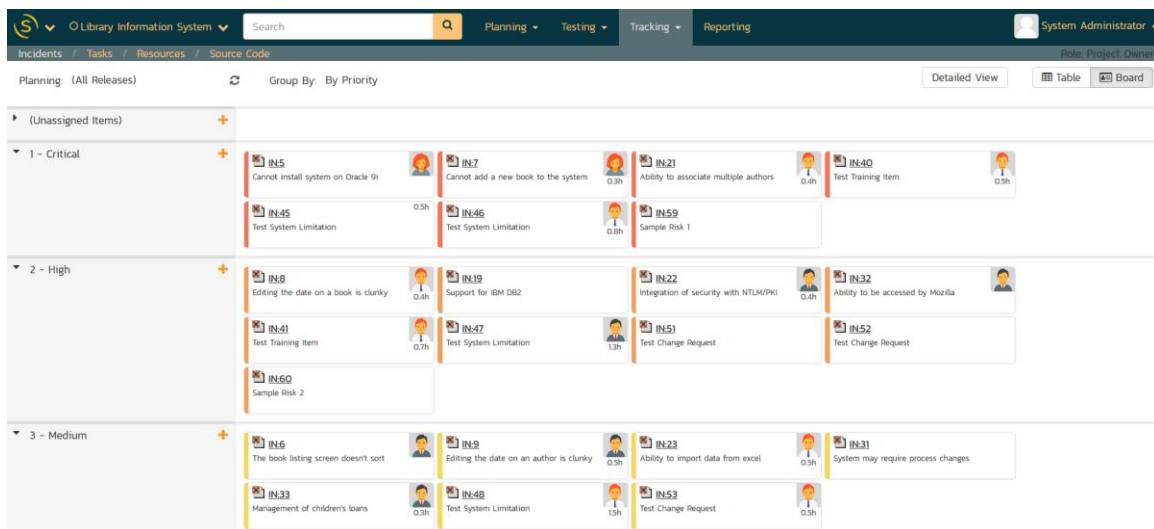 Library Information System Search Planning Testing Tracking Reporting System Administrator
Incidents / Tasks / Resources / Source Code Role: Project Owner
Planning: (All Releases) Group By: By Priority Detailed View Table Board
(Unassigned Items) +
1 - Critical +
IN:5 IN:7 IN:21 IN:40
Cannot install system on Oracle 9i Cannot add a new book to the system 0.3h Ability to associate multiple authors 0.4h Test Training Item 0.5h
IN:45 0.5h IN:46 IN:59
Test System Limitation Test System Limitation 0.8h Sample Risk 1
2 - High +
IN:8 IN:19 IN:22 IN:32
Editing the date on a book is clunky 0.4h Support for IBM DB2 Integration of security with NTLM/PKI 0.4h Ability to be accessed by Mozilla
IN:41 IN:47 IN:51 IN:52
Test Training Item 0.7h Test System Limitation 1.3h Test Change Request Test Change Request
IN:60
Sample Risk 2
3 - Medium +
IN:6 IN:9 IN:23 IN:31
The book listing screen doesn't sort Editing the date on an author is clunky 0.5h Ability to import data from excel 0.5h System may require process changes
IN:33 IN:48 IN:53
Management of children's loans 0.3h Test System Limitation 1.5h Test Change Request 0.5h